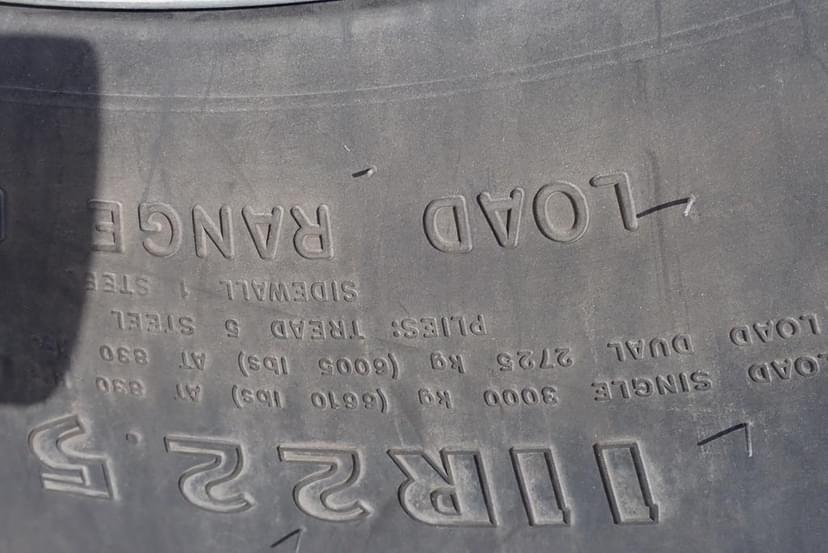 11R22.5
LOAD SINGLE 3000 kg (6610 lbs) AT 830
LOAD DUAL 2725 kg (6005 lbs) AT 830
PLIES: TREAD 5 STEEL
SIDEWALL 1 STEEL
LOAD RANGE